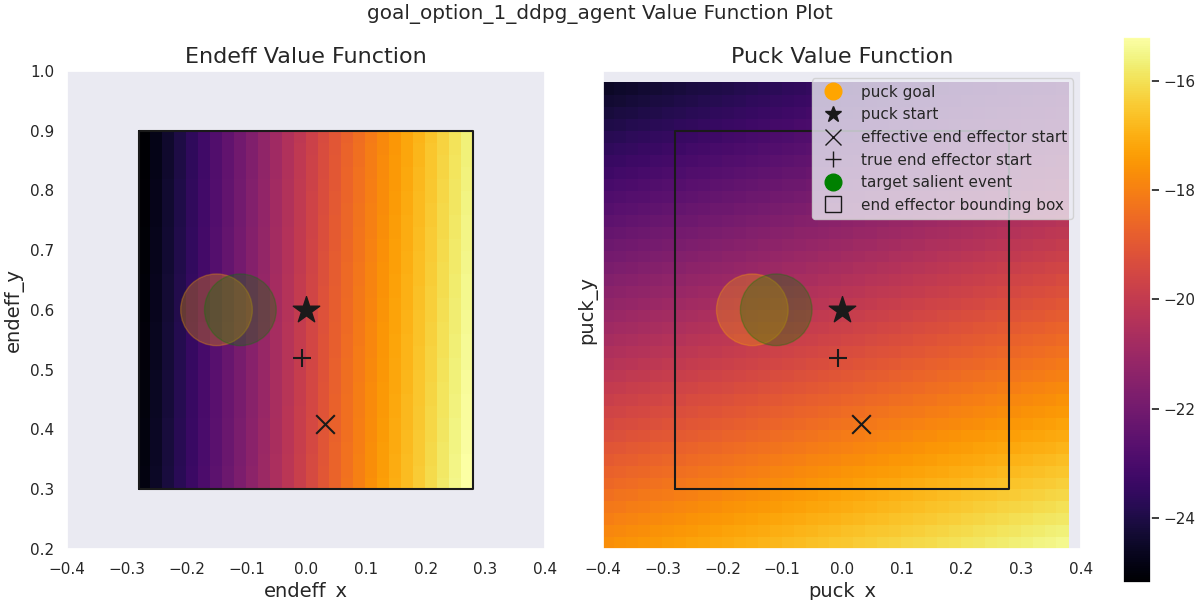 goal_option_1_ddpg_agent Value Function Plot
Endeff Value Function
1.0
0.9
0.8
0.7
0.6
0.5
0.4
0.3
0.2
endeff_y
−0.4 −0.3 −0.2 −0.1 0.0 0.1 0.2 0.3 0.4
endeff_x
Puck Value Function
puck goal
puck start
effective end effector start
true end effector start
target salient event
end effector bounding box
puck_y
−0.4 −0.3 −0.2 −0.1 0.0 0.1 0.2 0.3 0.4
puck_x
−16
−18
−20
−22
−24